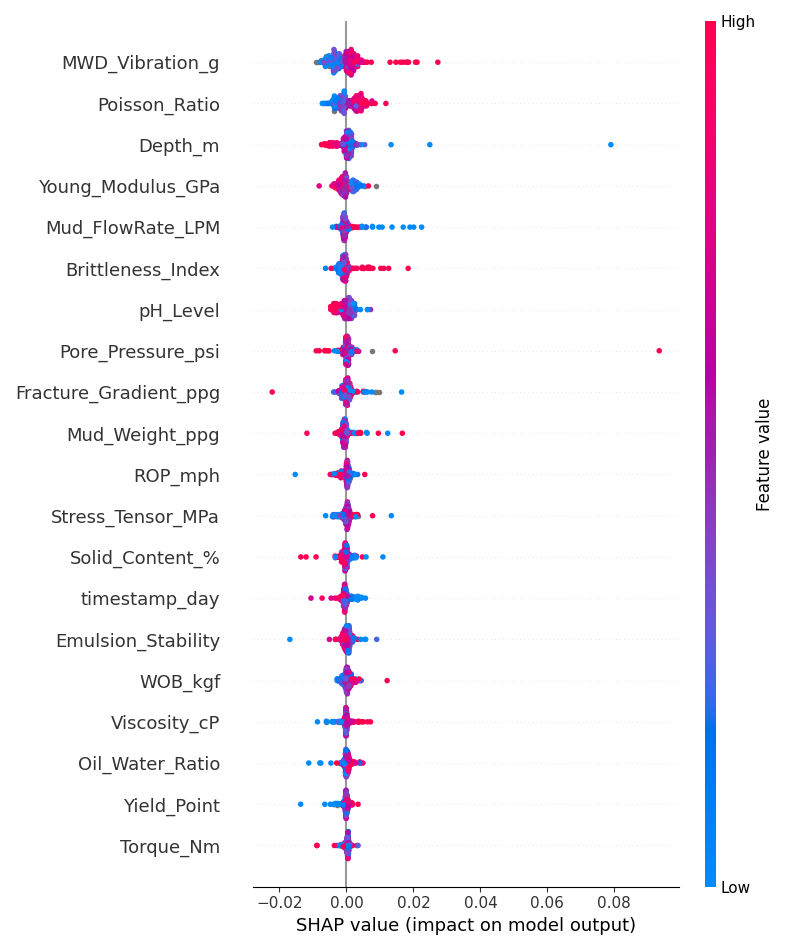 High
MWD_Vibration_g
Poisson_Ratio
Depth_m
Young_Modulus_GPa
Mud_FlowRate_LPM
Brittleness_Index
pH_Level
Pore_Pressure_psi
Fracture_Gradient_ppg
Mud_Weight_ppg
ROP_mph
Stress_Tensor_MPa
Solid_Content_%
timestamp_day
Emulsion_Stability
WOB_kgf
Viscosity_cP
Oil_Water_Ratio
Yield_Point
Torque_Nm
Feature value
Low
−0.02 0.00 0.02 0.04 0.06 0.08
SHAP value (impact on model output)